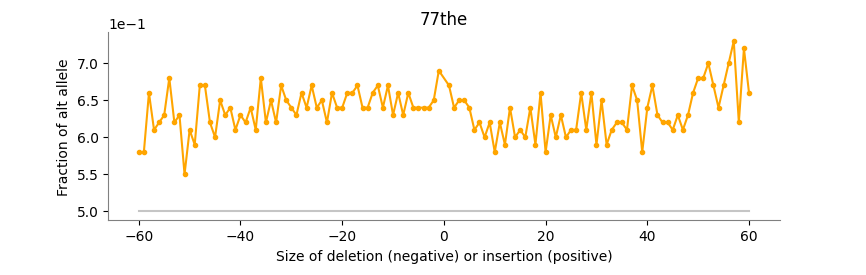 77the
1e−1
Fraction of alt allele
7.0
6.5
6.0
5.5
5.0
−60 −40 −20 0 20 40 60
Size of deletion (negative) or insertion (positive)